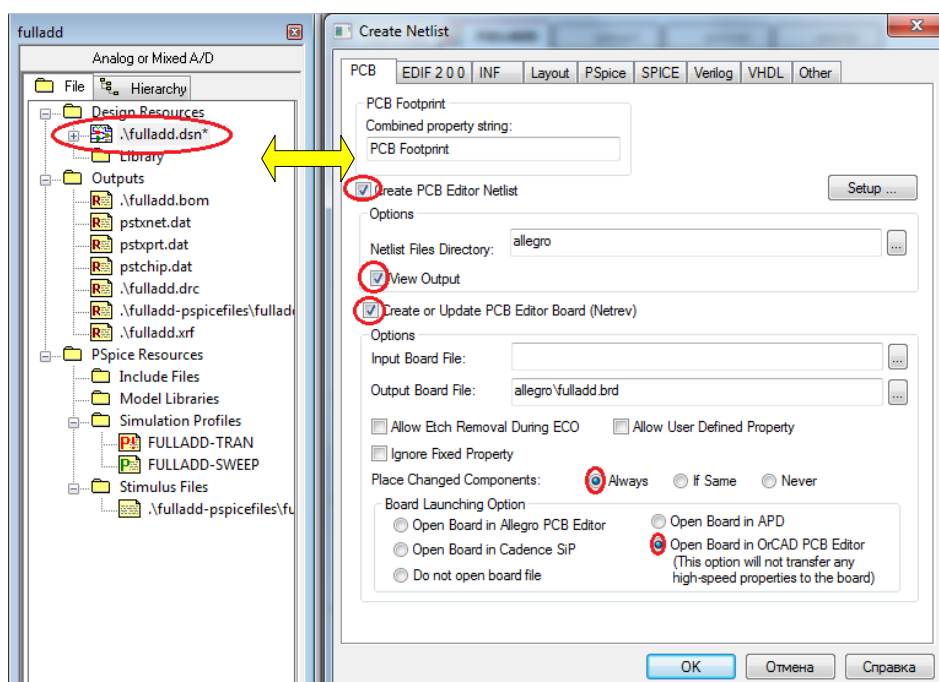 fulladd
Analog or Mixed A/D
File
Hierarchy
Design Resources
.\fulladd.dsn*
Library
Outputs
.\fulladd.bom
pstxnet.dat
pstxprt.dat
pstchip.dat
.\fulladd.drc
.\fulladd-pspicefiles\fulladd
.\fulladd.xrf
PSpice Resources
Include Files
Model Libraries
Simulation Profiles
FULLADD-TRAN
FULLADD-SWEEP
Stimulus Files
.\fulladd-pspicefiles\fu
Create Netlist
PCB
EDIF 2 0 0
INF
Layout
PSpice
SPICE
Verilog
VHDL
Other
PCB Footprint
Combined property string:
PCB Footprint
Create PCB Editor Netlist
Setup ...
Options
Netlist Files Directory:
allegro
...
View Output
Create or Update PCB Editor Board (Netrev)
Options
Input Board File:
...
Output Board File:
allegro\fulladd.brd
...
Allow Etch Removal During ECO
Allow User Defined Property
Ignore Fixed Property
Place Changed Components:
Always
If Same
Never
Board Launching Option
Open Board in Allegro PCB Editor
Open Board in Cadence SiP
Do not open board file
Open Board in APD
Open Board in OrCAD PCB Editor
(This option will not transfer any
high-speed properties to the board)
OK
Отмена
Справка